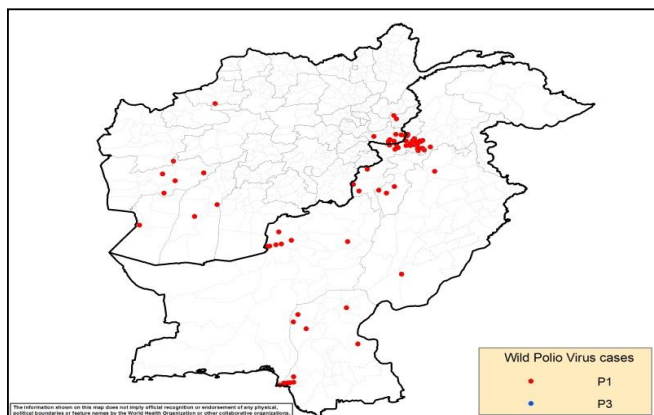 Wild Polio Virus cases
P1
P3
The information shown on this map does not imply official recognition or endorsement of any physical,
political boundaries or feature names by the World Health Organization or other collaborative organizations.